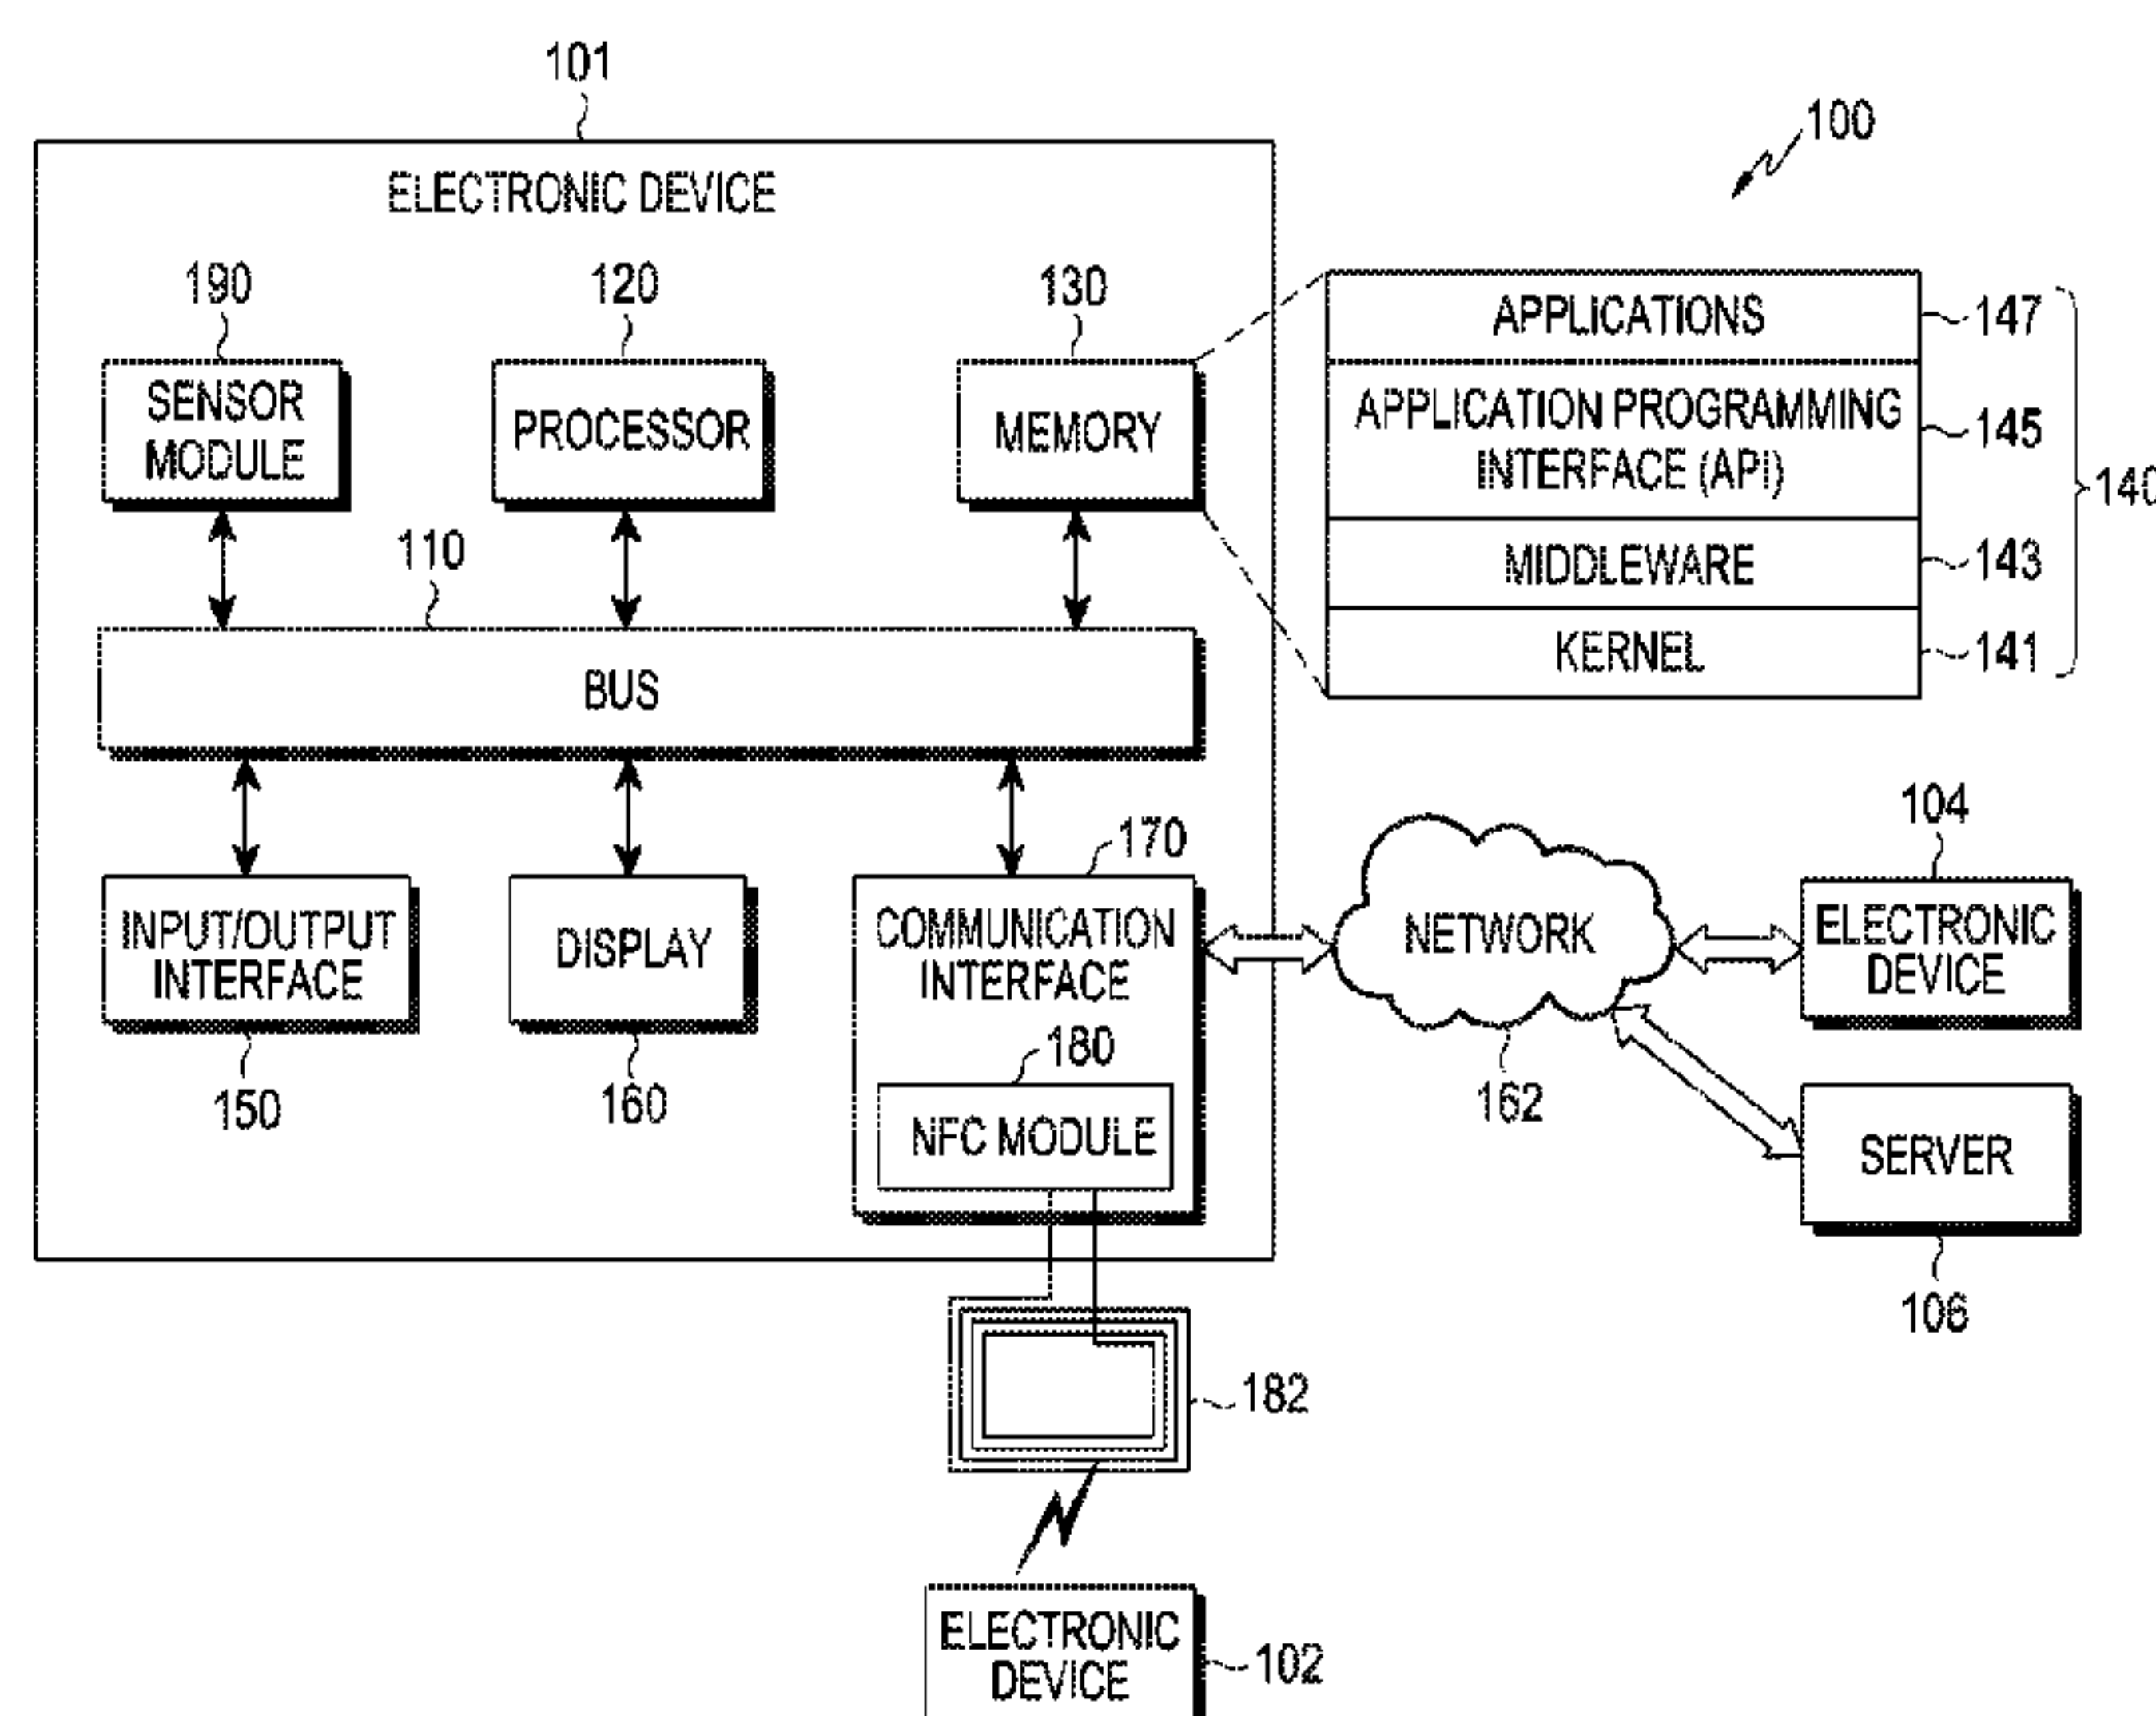 101
100
ELECTRONIC DEVICE
190
120
130
SENSOR
MODULE
PROCESSOR
MEMORY
APPLICATIONS
147
APPLICATION PROGRAMMING
INTERFACE (API)
145
140
MIDDLEWARE
143
KERNEL
141
110
BUS
170
104
INPUT/OUTPUT
INTERFACE
DISPLAY
COMMUNICATION
INTERFACE
NETWORK
ELECTRONIC
DEVICE
150
160
180
162
NFC MODULE
SERVER
106
182
ELECTRONIC
DEVICE
102